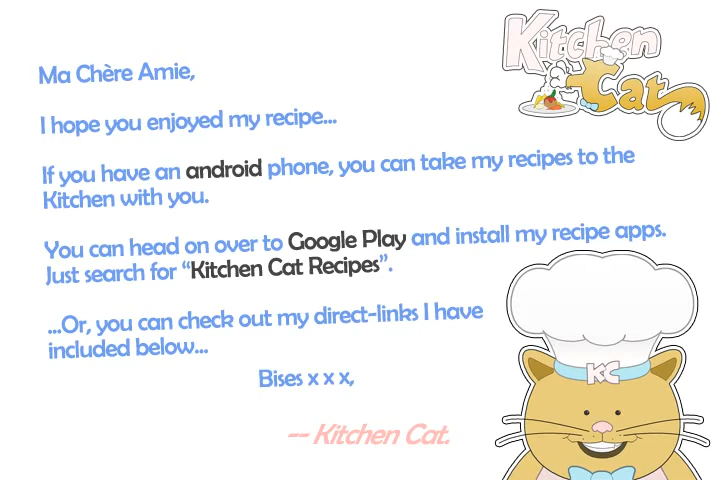 Kitchen
Cat
Ma Chère Amie,
I hope you enjoyed my recipe...
If you have an android phone, you can take my recipes to the
Kitchen with you.
You can head on over to Google Play and install my recipe apps.
Just search for “Kitchen Cat Recipes”.
...Or, you can check out my direct-links I have
included below...
Bises x x x,
-- Kitchen Cat.
KC